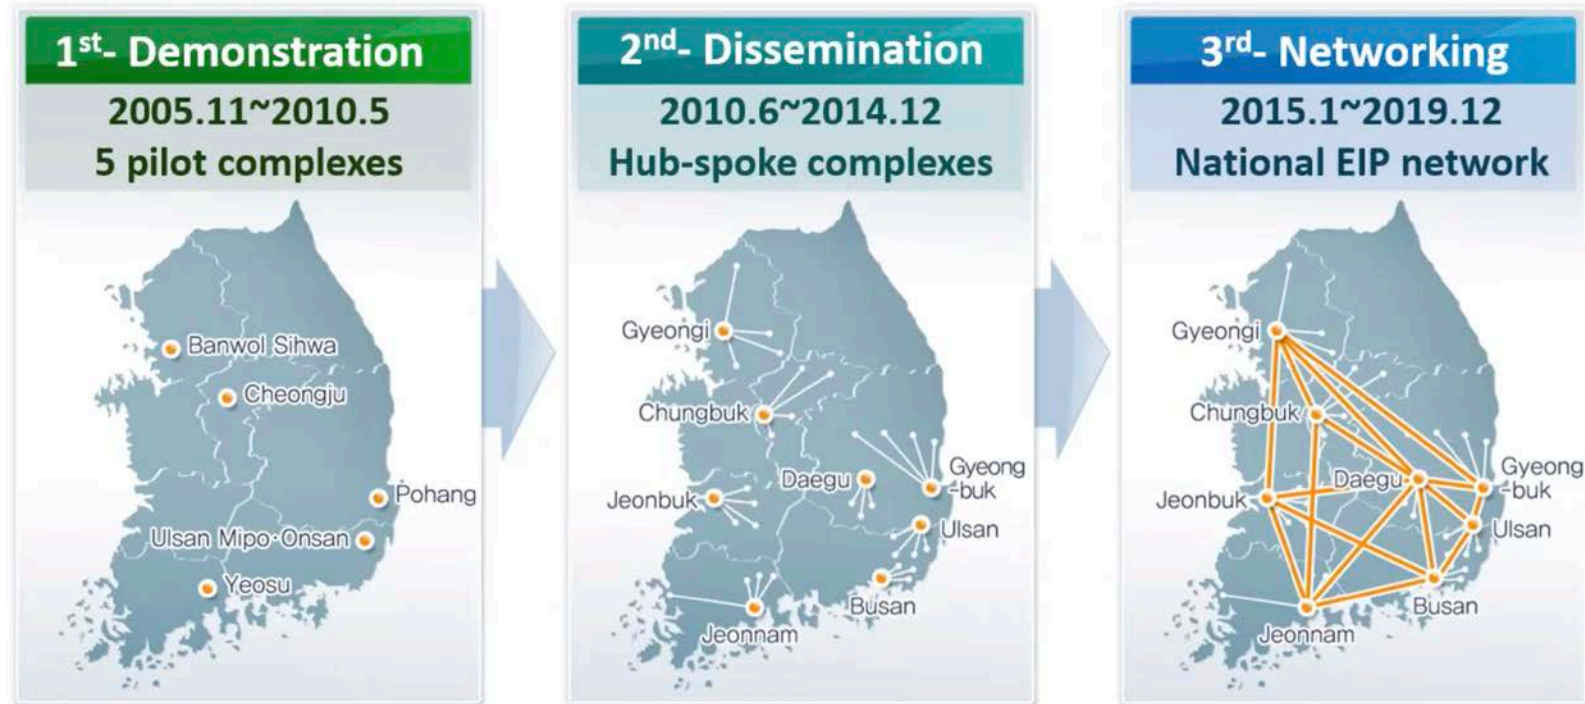 1st- Demonstration
2005.11~2010.5
5 pilot complexes
Banwol Sihwa
Cheongju
Pohang
Ulsan Mipo·Onsan
Yeosu
2nd- Dissemination
2010.6~2014.12
Hub-spoke complexes
Gyeongi
Chungbuk
Daegu
Gyeong
-buk
Jeonbuk
Ulsan
Busan
Jeonnam
3rd- Networking
2015.1~2019.12
National EIP network
Gyeongi
Chungbuk
Daegu
Gyeong
-buk
Jeonbuk
Ulsan
Busan
Jeonnam